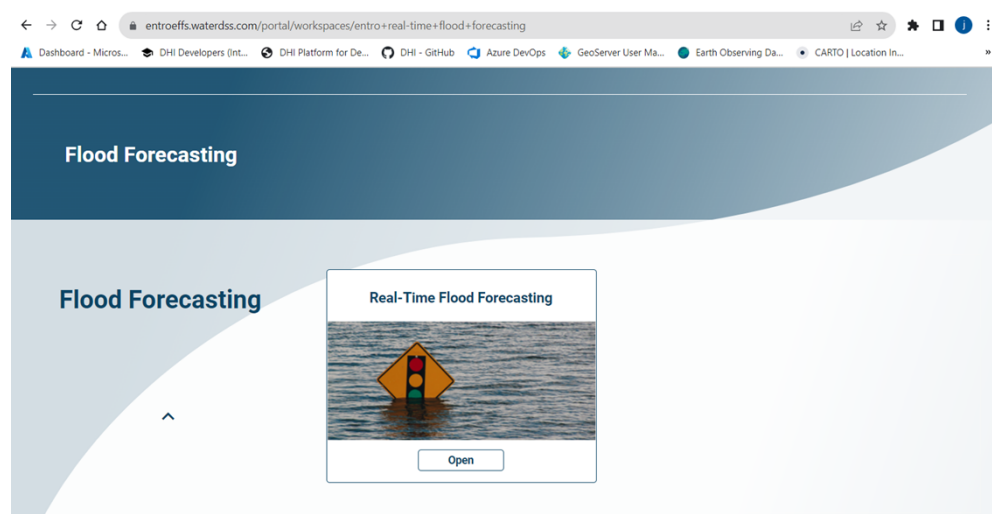 entroeffs.waterdss.com/portal/workspaces/entro+real-time+flood+forecasting
Dashboard - Micros... DHI Developers (Int... DHI Platform for De... DHI - GitHub Azure DevOps GeoServer User Ma... Earth Observing Da... CARTO | Location In... »
Flood Forecasting
Flood Forecasting
Real-Time Flood Forecasting
Open